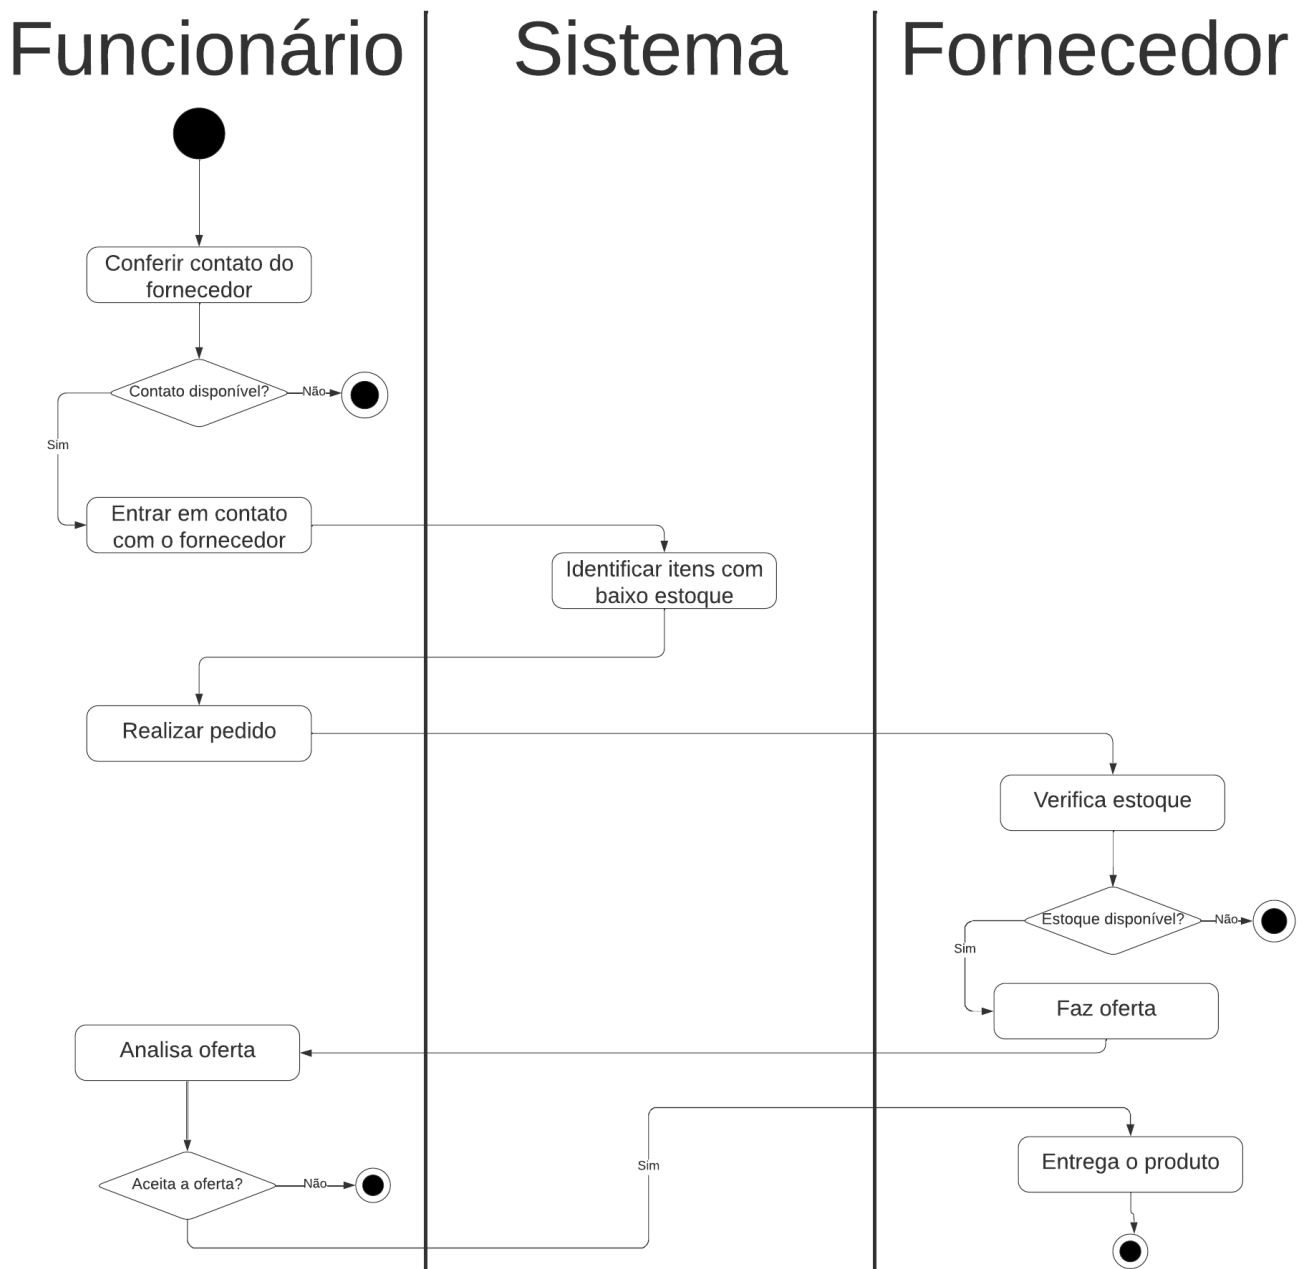 Funcionário
Sistema
Fornecedor
Conferir contato do
fornecedor
Contato disponível?
Não
Sim
Entrar em contato
com o fornecedor
Identificar itens com
baixo estoque
Realizar pedido
Verifica estoque
Estoque disponível?
Não
Sim
Faz oferta
Analisa oferta
Aceita a oferta?
Não
Sim
Entrega o produto